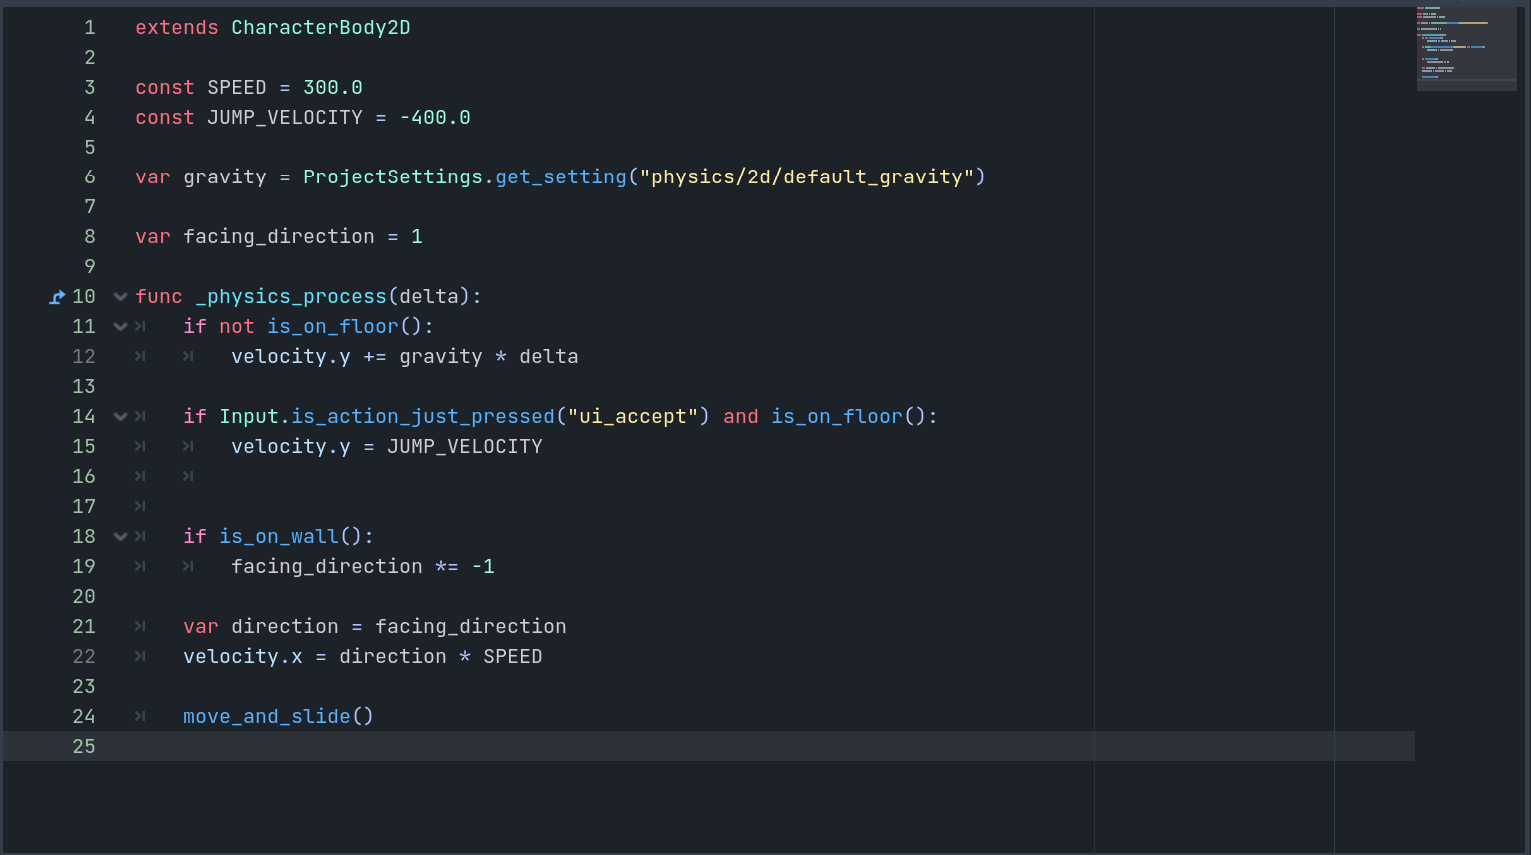 1 extends CharacterBody2D
2
3 const SPEED = 300.0
4 const JUMP_VELOCITY = -400.0
5
6 var gravity = ProjectSettings.get_setting("physics/2d/default_gravity")
7
8 var facing_direction = 1
9
10 func _physics_process(delta):
11 if not is_on_floor():
12 velocity.y += gravity * delta
13
14 if Input.is_action_just_pressed("ui_accept") and is_on_floor():
15 velocity.y = JUMP_VELOCITY
16
17
18 if is_on_wall():
19 facing_direction *= -1
20
21 var direction = facing_direction
22 velocity.x = direction * SPEED
23
24 move_and_slide()
25